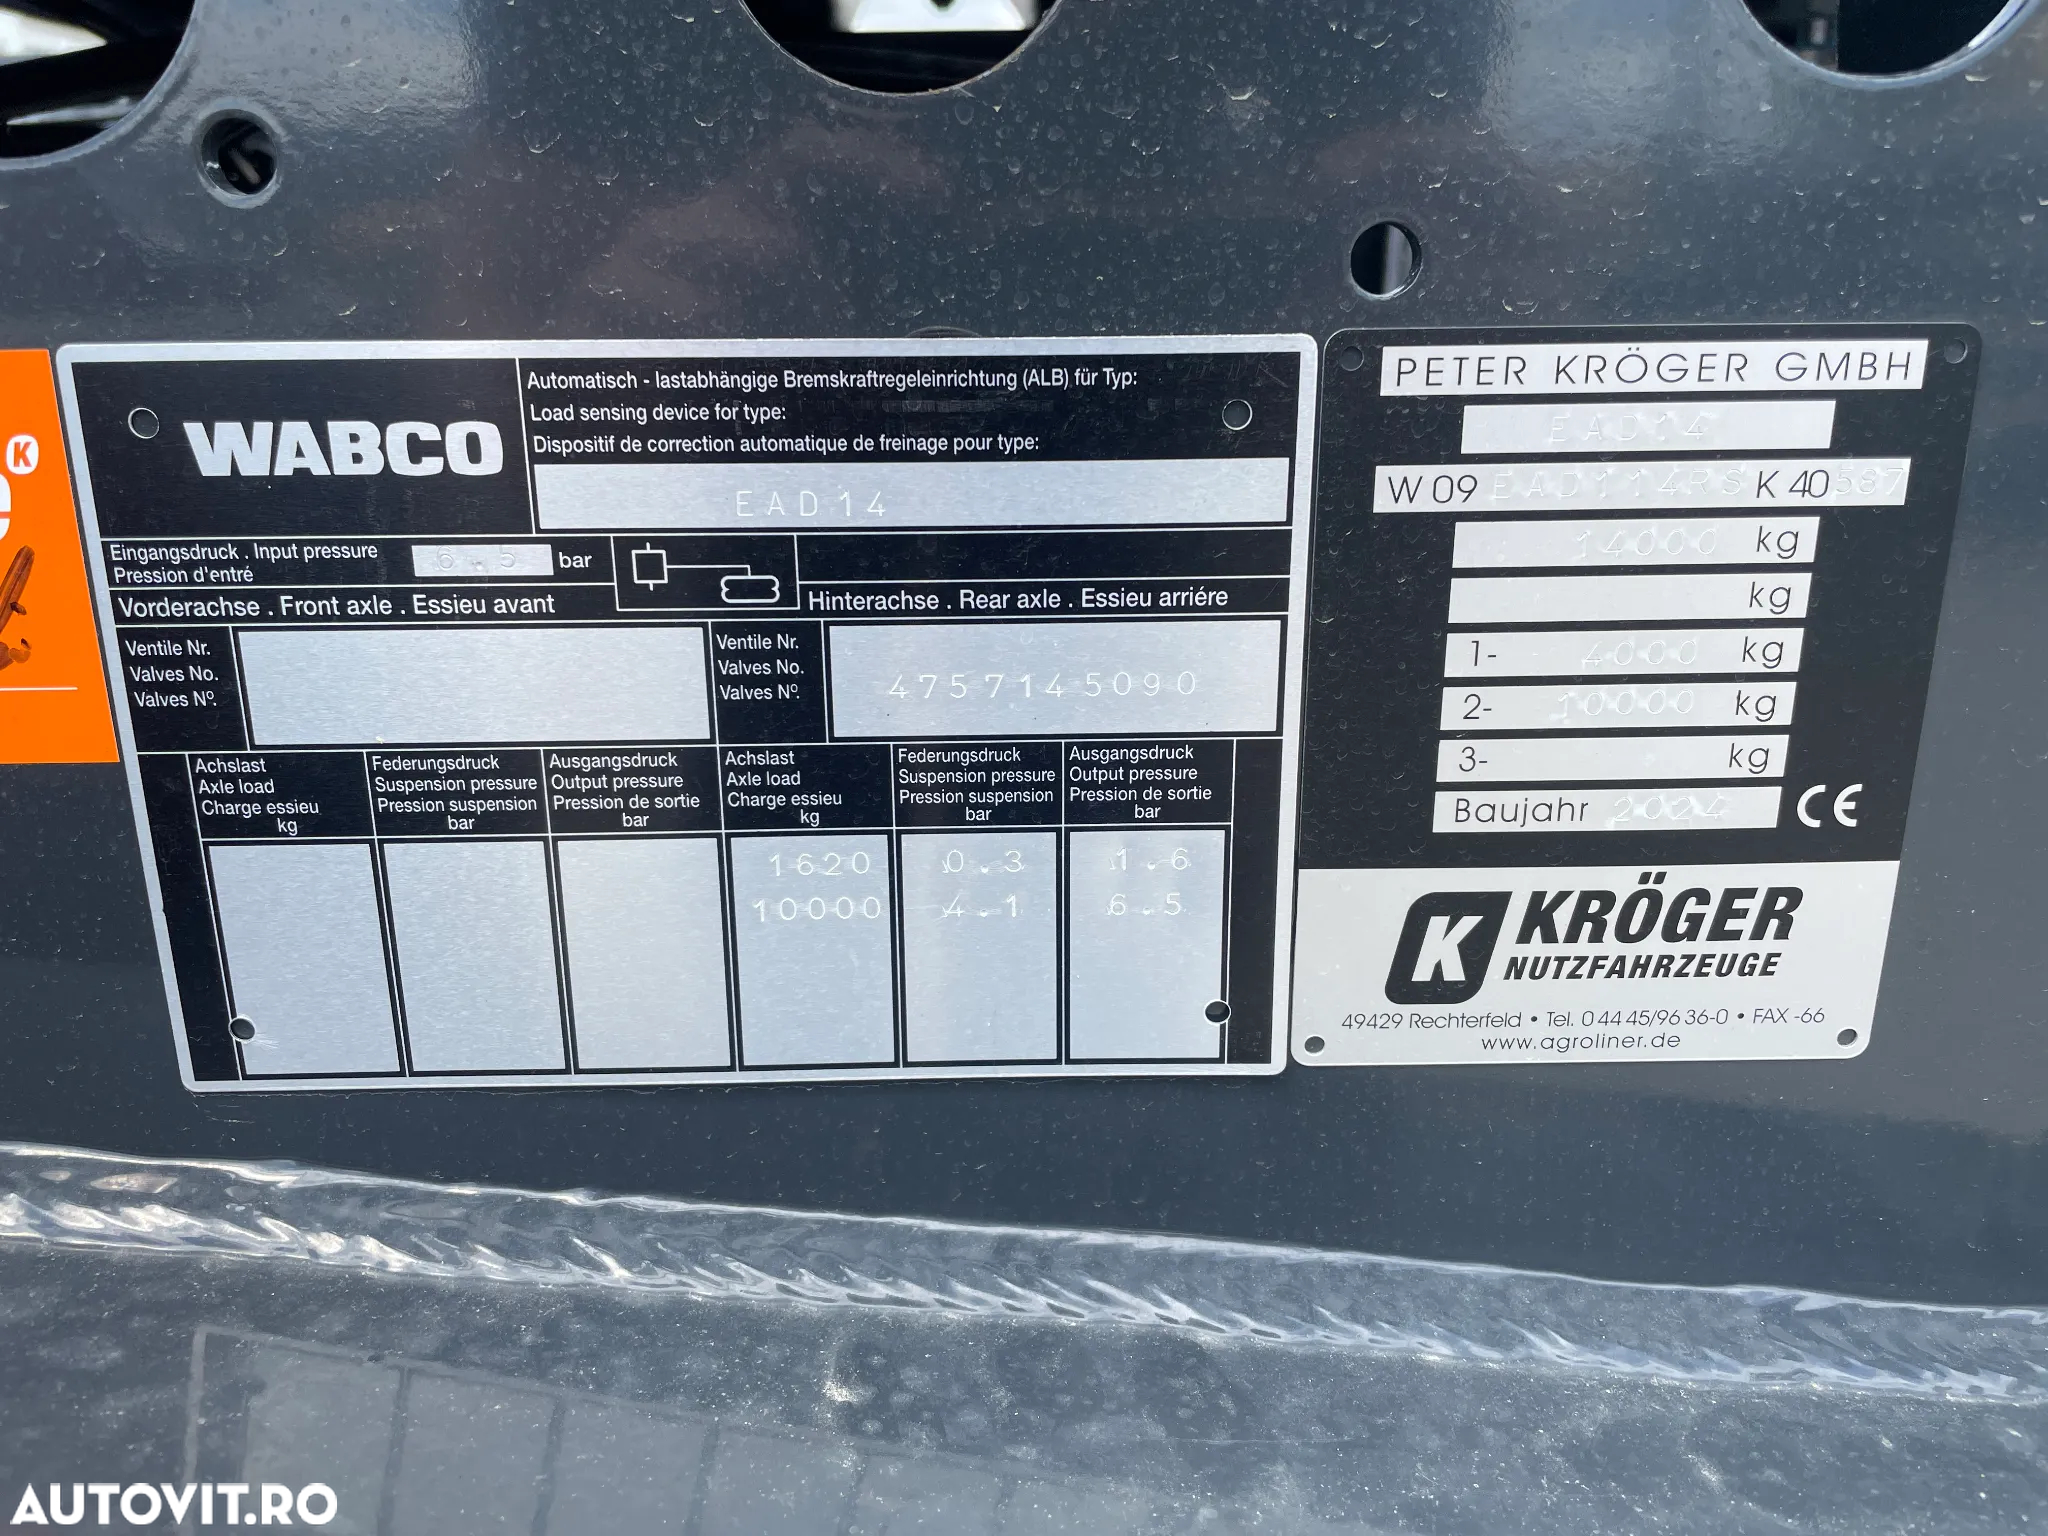 WABCO
Automatisch - lastabhängige Bremskraftregeleinrichtung (ALB) für Typ:
Load sensing device for type:
Dispositif de correction automatique de freinage pour type:
EAD14
Eingangsdruck . Input pressure
Pression d'entré
6.5 bar
Vorderachse . Front axle . Essieu avant
Hinterachse . Rear axle . Essieu arriére
Ventile Nr.
Valves No.
Valves Nº.
Ventile Nr.
Valves No.
Valves Nº.
4757145090
Achslast
Axle load
Charge essieu
kg
Federungsdruck
Suspension pressure
Pression suspension
bar
Ausgangsdruck
Output pressure
Pression de sortie
bar
Achslast
Axle load
Charge essieu
kg
Federungsdruck
Suspension pressure
Pression suspension
bar
Ausgangsdruck
Output pressure
Pression de sortie
bar
1620 0.3 1.6
10000 4.1 6.5
PETER KRÖGER GMBH
EAD14
W09 EAD114RS K40587
14000 kg
kg
1- 4000 kg
2- 10000 kg
3- kg
Baujahr 2024 CE
K KRÖGER
NUTZFAHRZEUGE
49429 Rechterfeld • Tel. 0 44 45/96 36-0 • FAX -66
www.agroliner.de
K
AUTOVIT.RO